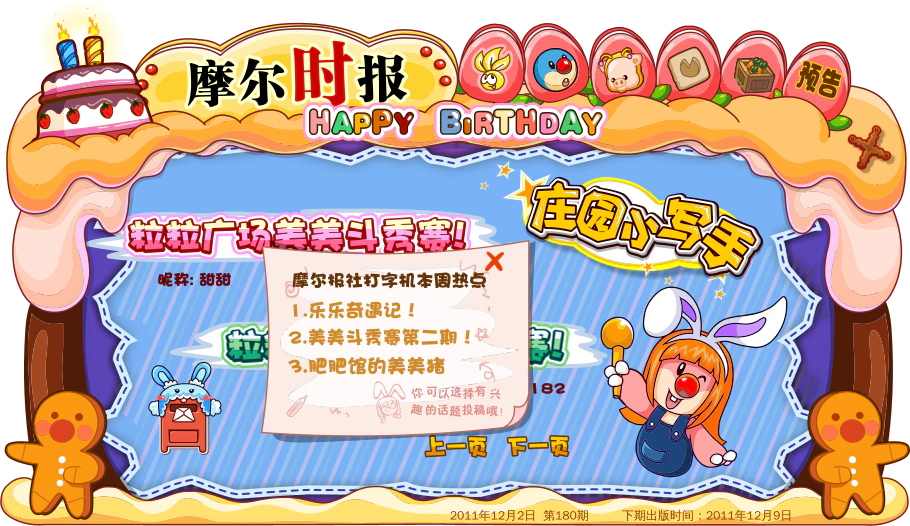 摩尔时报
预告
HAPPY BIRTHDAY
庄园小写手
粒粒广场美美斗秀赛!
昵称: 甜甜
摩尔报社打字机本周热点
1.乐乐奇遇记！
2.美美斗秀赛第二期！
3.肥肥馆的美美猪
你可以选择有兴
趣的话题投稿哦!
粒
赛!
182
上一页 下一页
2011年12月2日 第180期 下期出版时间：2011年12月9日